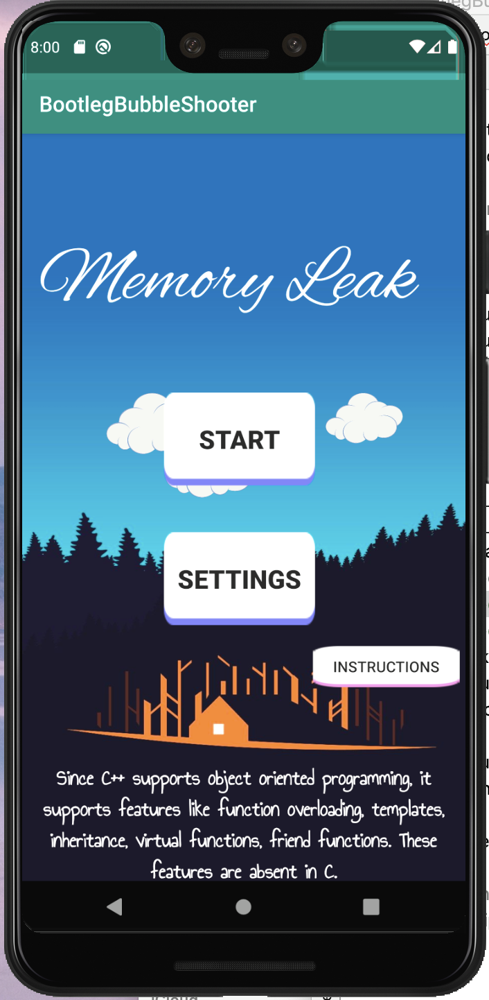 8:00
BootlegBubbleShooter
Memory Leak
START
SETTINGS
INSTRUCTIONS
Since C++ supports object oriented programming, it
supports features like function overloading, templates,
inheritance, virtual functions, friend functions. These
features are absent in C.